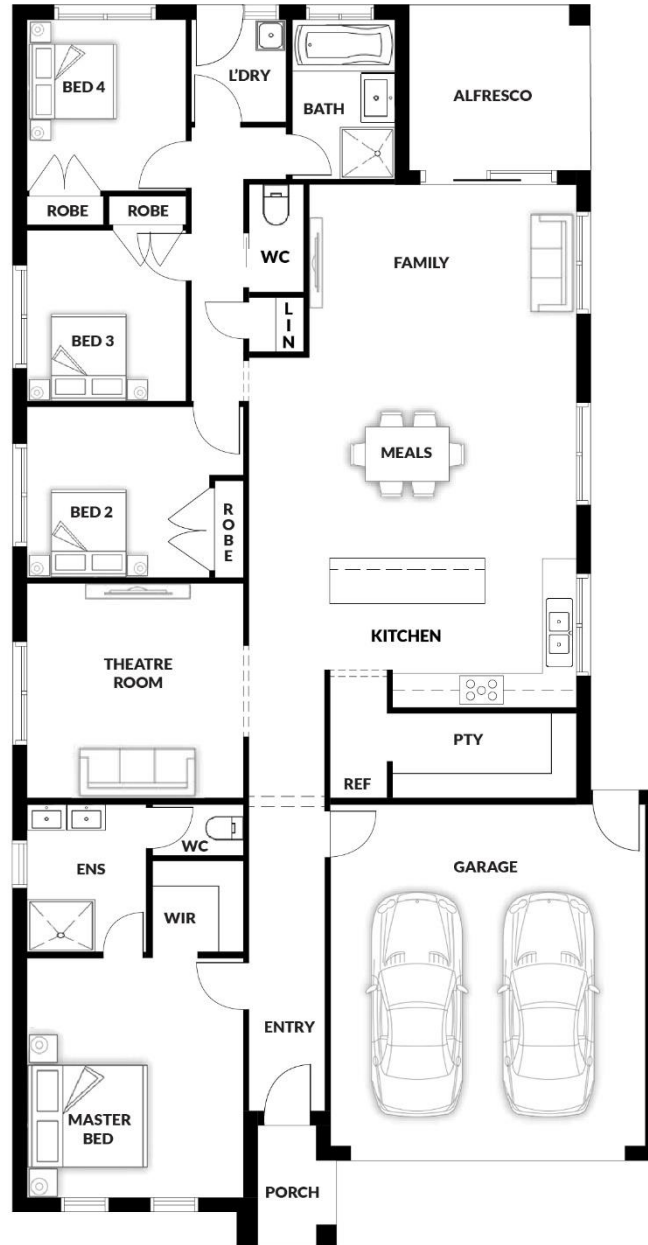 BED 4
L'DRY
BATH
ALFRESCO
ROBE
ROBE
WC
FAMILY
L
I
N
BED 3
MEALS
BED 2
R
O
B
E
KITCHEN
THEATRE
ROOM
PTY
REF
WC
ENS
GARAGE
WIR
ENTRY
MASTER
BED
PORCH